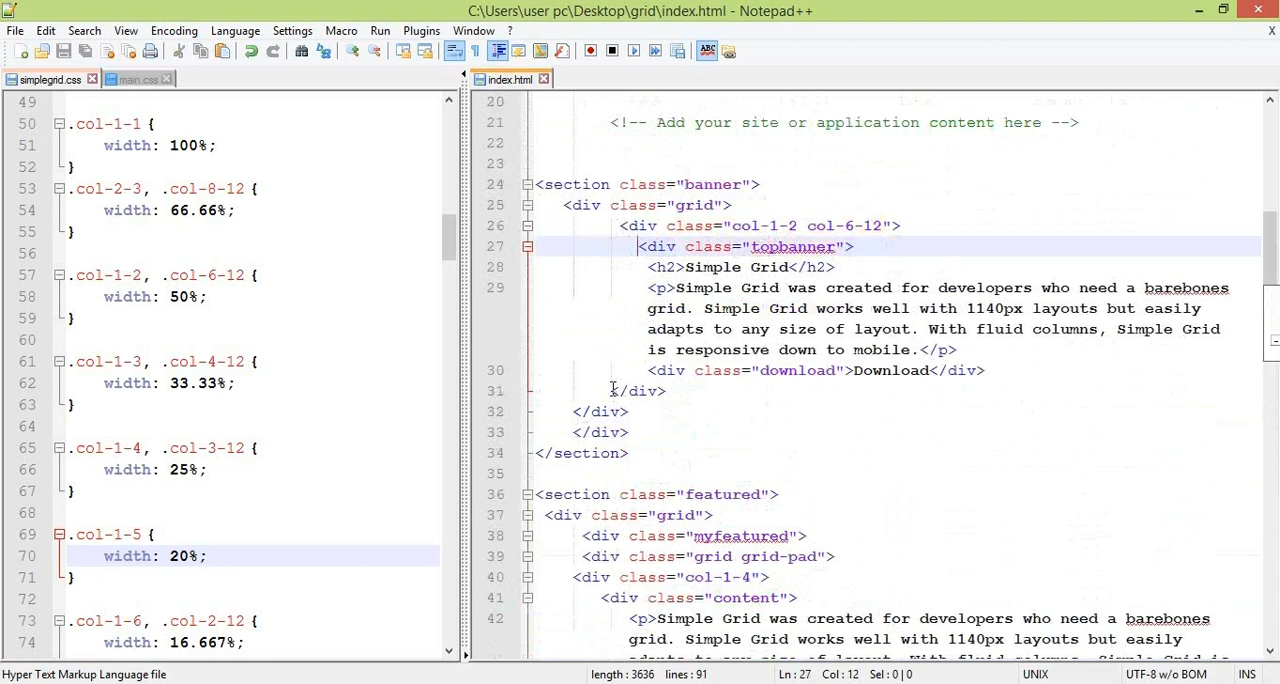 C:\Users\user pc\Desktop\grid\index.html - Notepad++
File Edit Search View Encoding Language Settings Macro Run Plugins Window ? X
ABC
simplegrid.css main.css
49
50 .col-1-1 {
51 width: 100%;
52 }
53 .col-2-3, .col-8-12 {
54 width: 66.66%;
55 }
56
57 .col-1-2, .col-6-12 {
58 width: 50%;
59 }
60
61 .col-1-3, .col-4-12 {
62 width: 33.33%;
63 }
64
65 .col-1-4, .col-3-12 {
66 width: 25%;
67 }
68
69 .col-1-5 {
70 width: 20%;
71 }
72
73 .col-1-6, .col-2-12 {
74 width: 16.667%;
index.html
20
21 <!-- Add your site or application content here -->
22
23
24 <section class="banner">
25 <div class="grid">
26 <div class="col-1-2 col-6-12">
27 <div class="topbanner">
28 <h2>Simple Grid</h2>
29 <p>Simple Grid was created for developers who need a barebones
grid. Simple Grid works well with 1140px layouts but easily
adapts to any size of layout. With fluid columns, Simple Grid
is responsive down to mobile.</p>
30 <div class="download">Download</div>
31 </div>
32 </div>
33 </div>
34 </section>
35
36 <section class="featured">
37 <div class="grid">
38 <div class="myfeatured">
39 <div class="grid grid-pad">
40 <div class="col-1-4">
41 <div class="content">
42 <p>Simple Grid was created for developers who need a barebones
grid. Simple Grid works well with 1140px layouts but easily
adapts to any size of layout. With fluid columns, Simple Grid is
Hyper Text Markup Language file length : 3636 lines : 91 Ln : 27 Col : 12 Sel : 0 | 0 UNIX UTF-8 w/o BOM INS